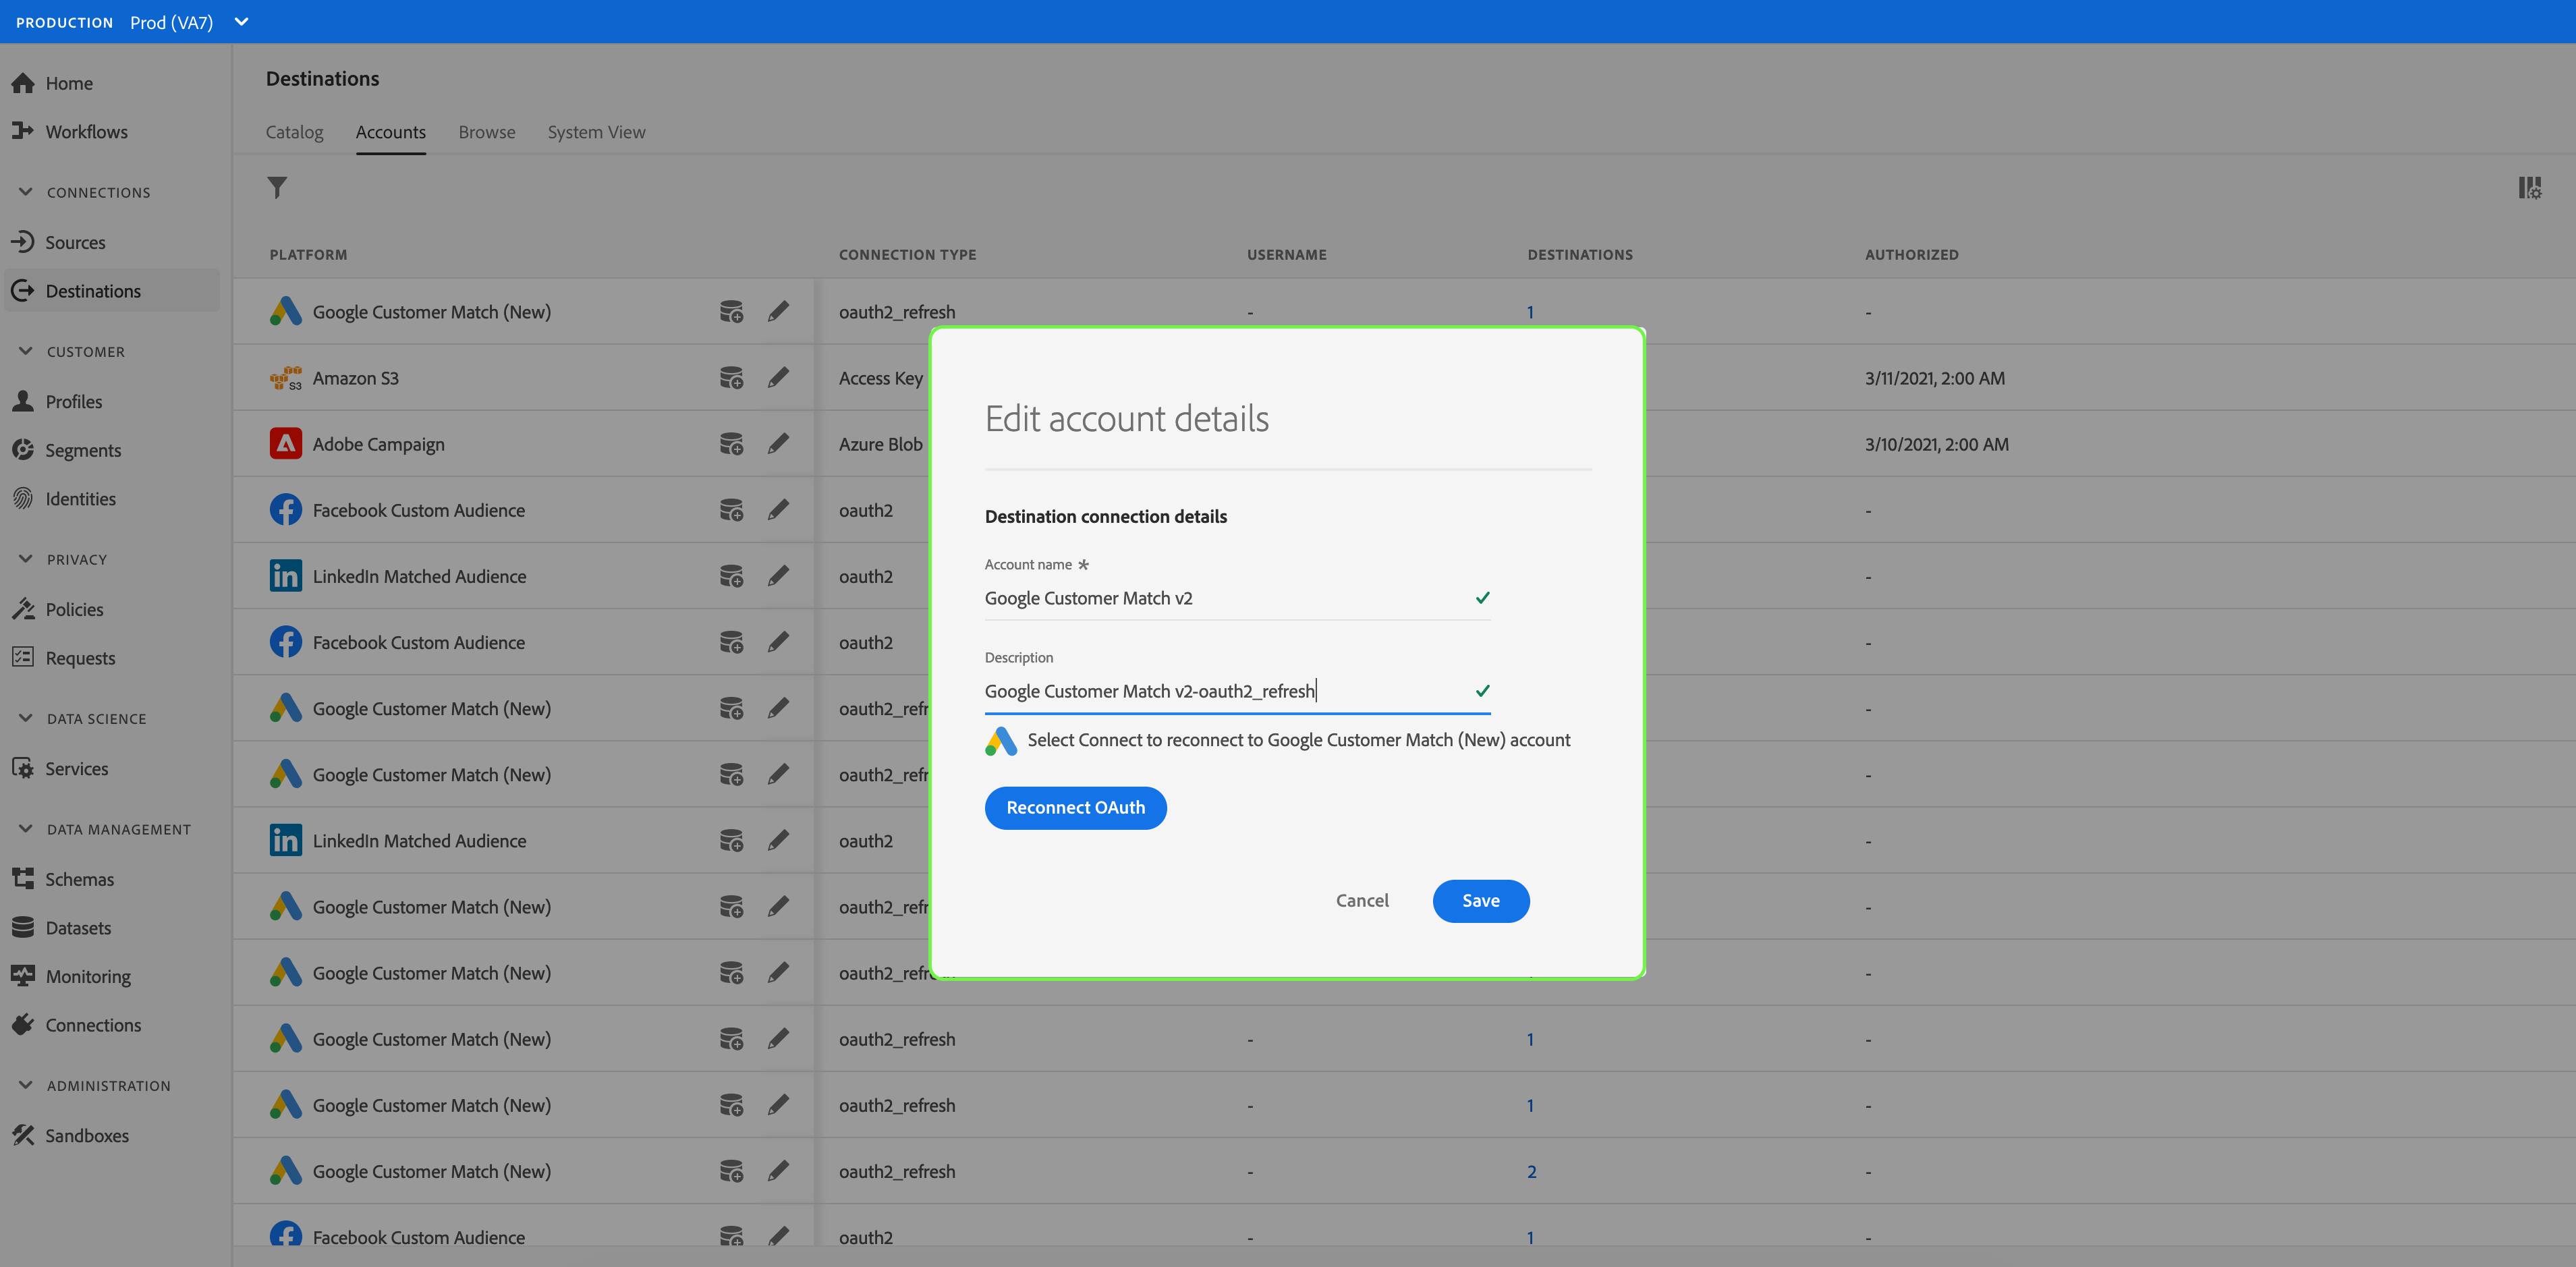 PRODUCTION Prod (VA7)
Home
Workflows
CONNECTIONS
Sources
Destinations
CUSTOMER
Profiles
Segments
Identities
PRIVACY
Policies
Requests
DATA SCIENCE
Services
DATA MANAGEMENT
Schemas
Datasets
Monitoring
Connections
ADMINISTRATION
Sandboxes
Destinations
Catalog Accounts Browse System View
PLATFORM CONNECTION TYPE USERNAME DESTINATIONS AUTHORIZED
Google Customer Match (New) oauth2_refresh - 1 -
S3 Amazon S3 Access Key 3/11/2021, 2:00 AM
Adobe Campaign Azure Blob 3/10/2021, 2:00 AM
Facebook Custom Audience oauth2 -
in LinkedIn Matched Audience oauth2 -
Facebook Custom Audience oauth2 -
Google Customer Match (New) oauth2_refr -
Google Customer Match (New) oauth2_refr -
in LinkedIn Matched Audience oauth2 -
Google Customer Match (New) oauth2_refr -
Google Customer Match (New) oauth2_refr -
Google Customer Match (New) oauth2_refresh - 1 -
Google Customer Match (New) oauth2_refresh - 1 -
Google Customer Match (New) oauth2_refresh - 2 -
Facebook Custom Audience oauth2 - 1 -
Edit account details
Destination connection details
Account name *
Google Customer Match v2
Description
Google Customer Match v2-oauth2_refresh
Select Connect to reconnect to Google Customer Match (New) account
Reconnect OAuth
Cancel Save